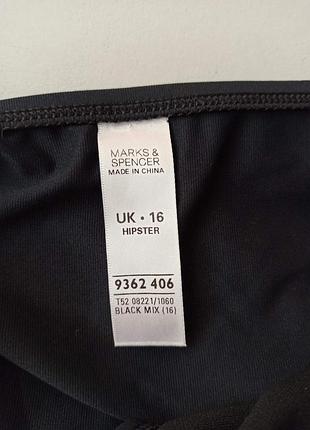 MARKS &
SPENCER
MADE IN CHINA
UK • 16
HIPSTER
9362 406
T52 08221/1060
BLACK MIX (16)